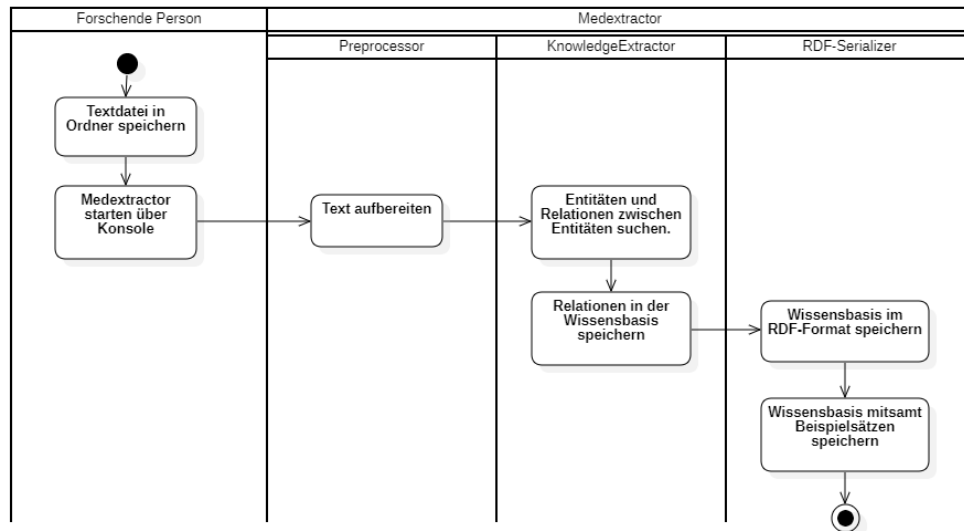 Forschende Person
Medextractor
Preprocessor
KnowledgeExtractor
RDF-Serializer
Textdatei in
Ordner speichern
Medextractor
starten über
Konsole
Text aufbereiten
Entitäten und
Relationen zwischen
Entitäten suchen.
Relationen in der
Wissensbasis
speichern
Wissensbasis im
RDF-Format speichern
Wissensbasis mitsamt
Beispielsätzen
speichern